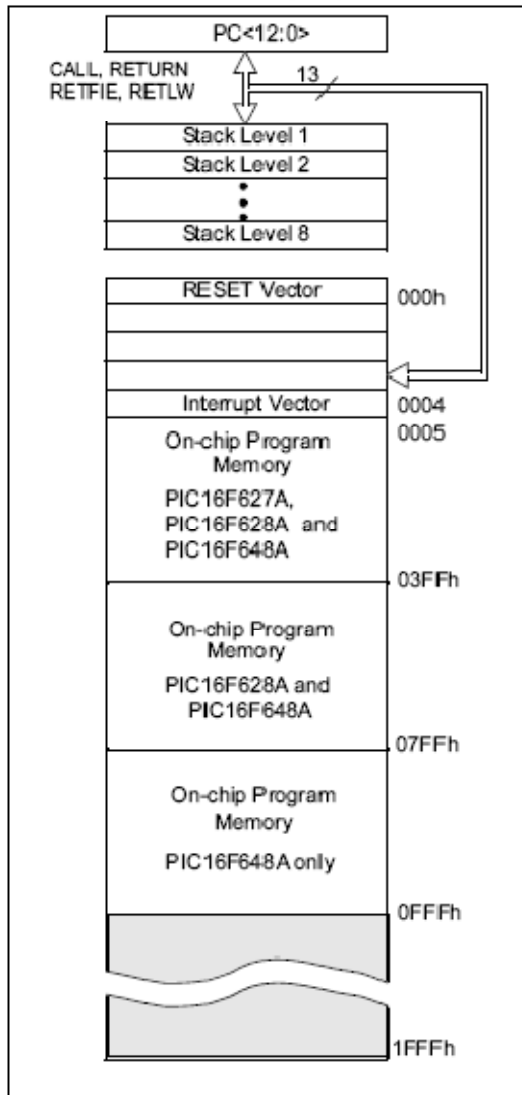 PC<12:0>
CALL, RETURN
RETFIE, RETLW
13
Stack Level 1
Stack Level 2
Stack Level 8
RESET Vector
000h
Interrupt Vector
0004
0005
On-chip Program
Memory
PIC16F627A,
PIC16F628A and
PIC16F648A
03FFh
On-chip Program
Memory
PIC16F628A and
PIC16F648A
07FFh
On-chip Program
Memory
PIC16F648A only
0FFFh
1FFFh